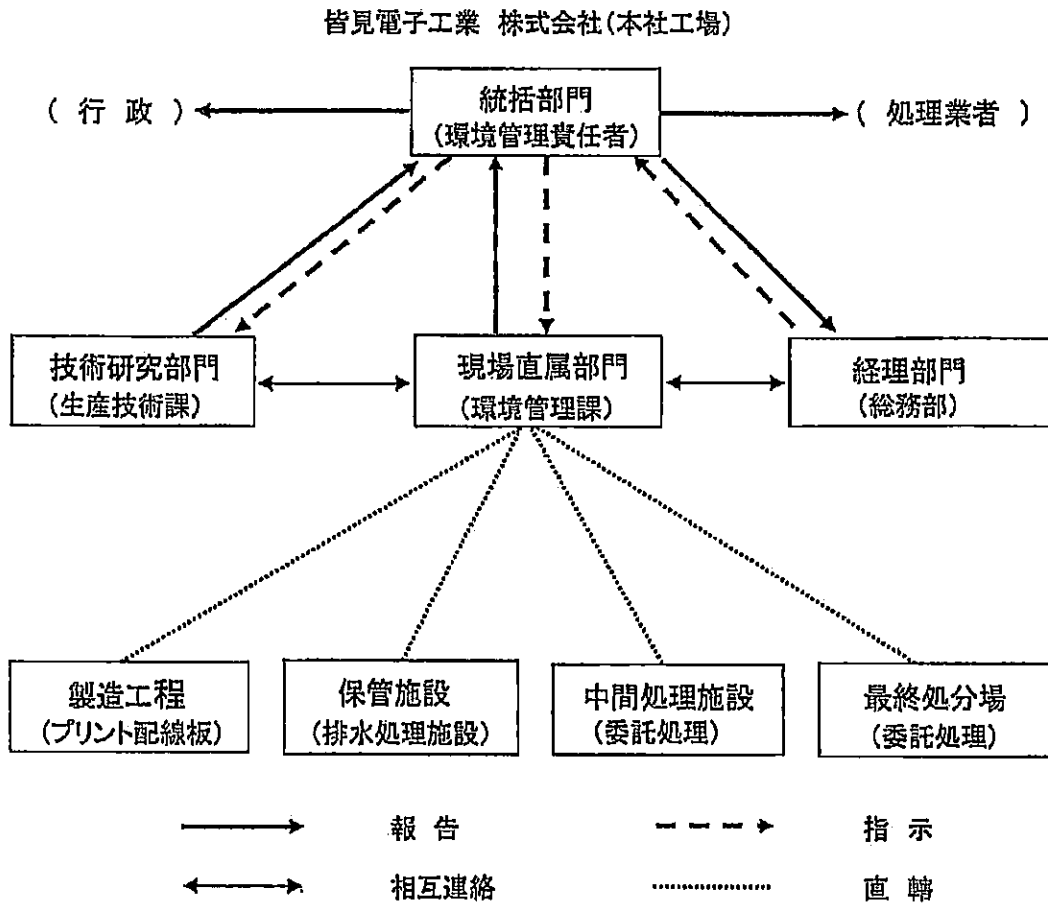 皆見電子工業 株式会社(本社工場)
(行政)
統括部門
(環境管理責任者)
(処理業者)
技術研究部門
(生産技術課)
現場直属部門
(環境管理課)
経理部門
(総務部)
製造工程
(プリント配線板)
保管施設
(排水処理施設)
中間処理施設
(委託処理)
最終処分場
(委託処理)
報告
指示
相互連絡
直轄